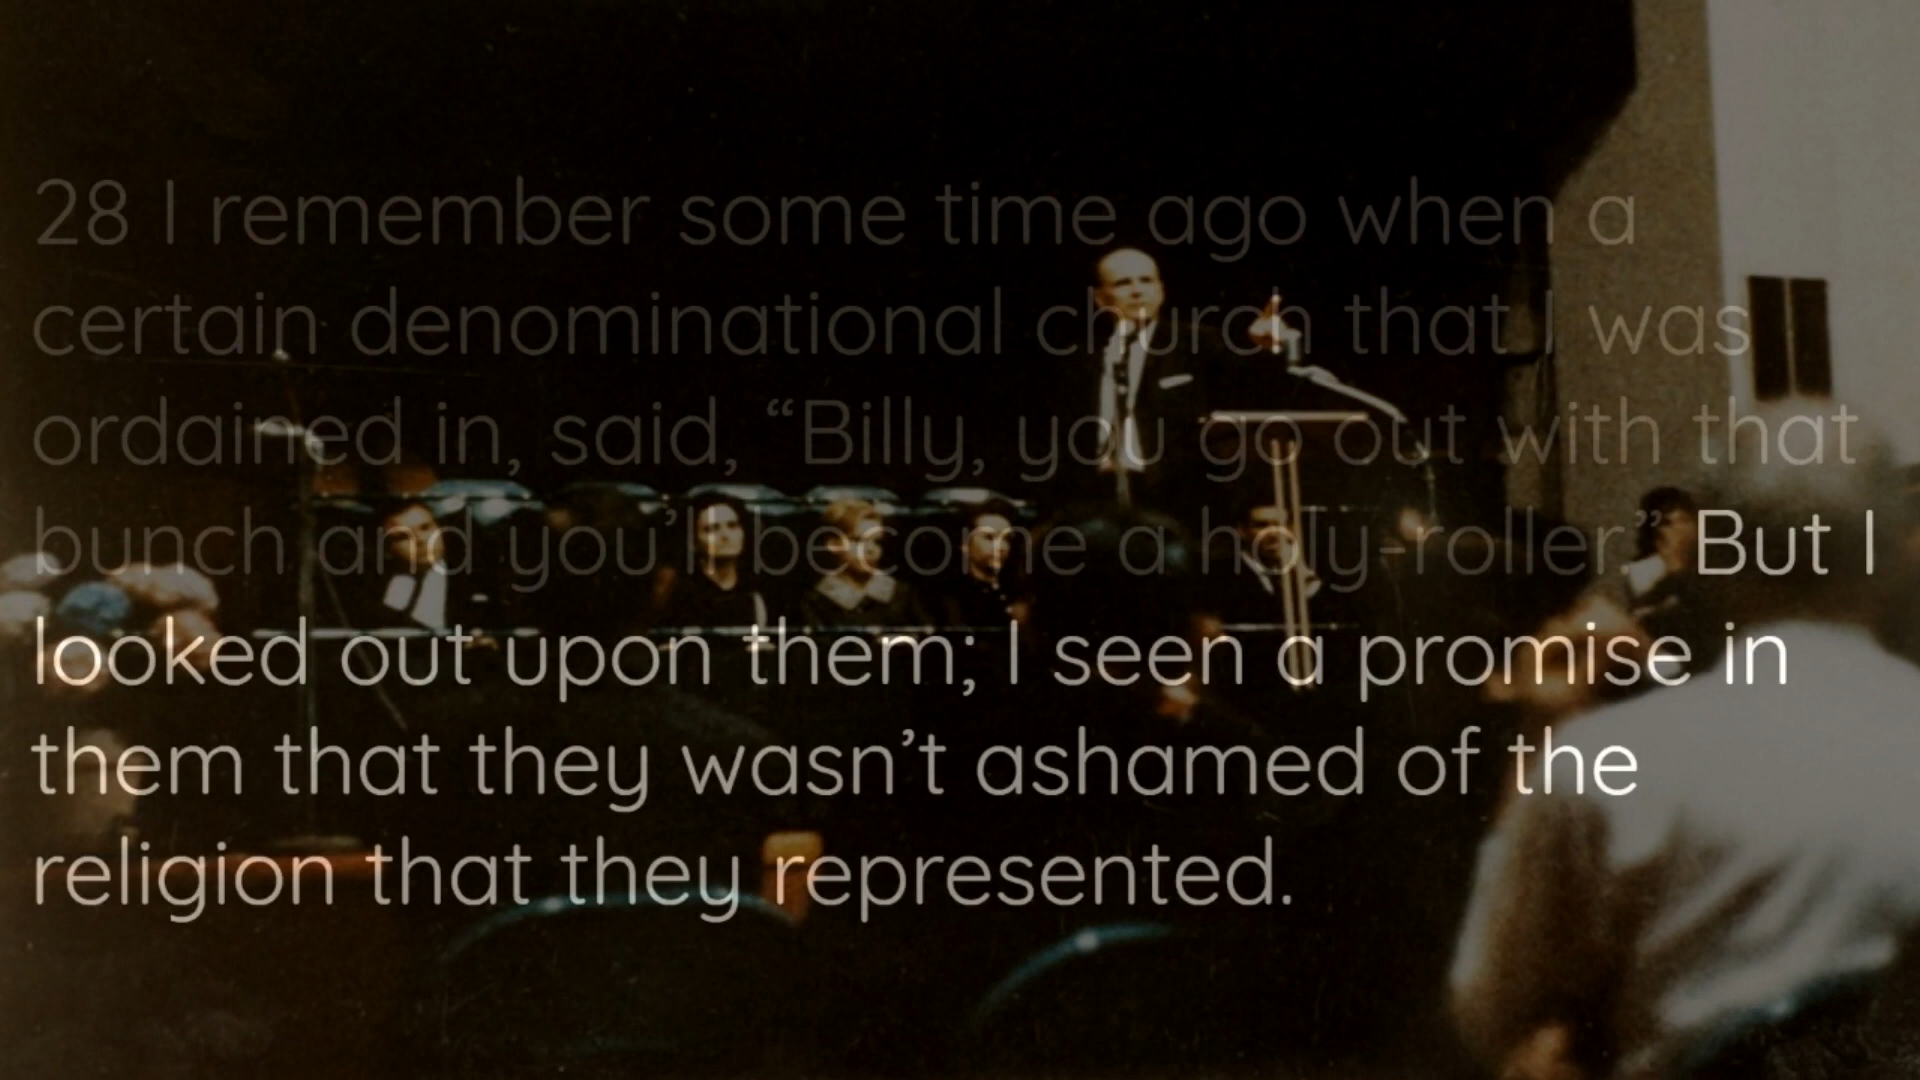 28 I remember some time ago when a
certain denominational church that I was
ordained in, said, “Billy, you go out with that
bunch and you’ll become a holy-roller.” But I
looked out upon them; I seen a promise in
them that they wasn’t ashamed of the
religion that they represented.